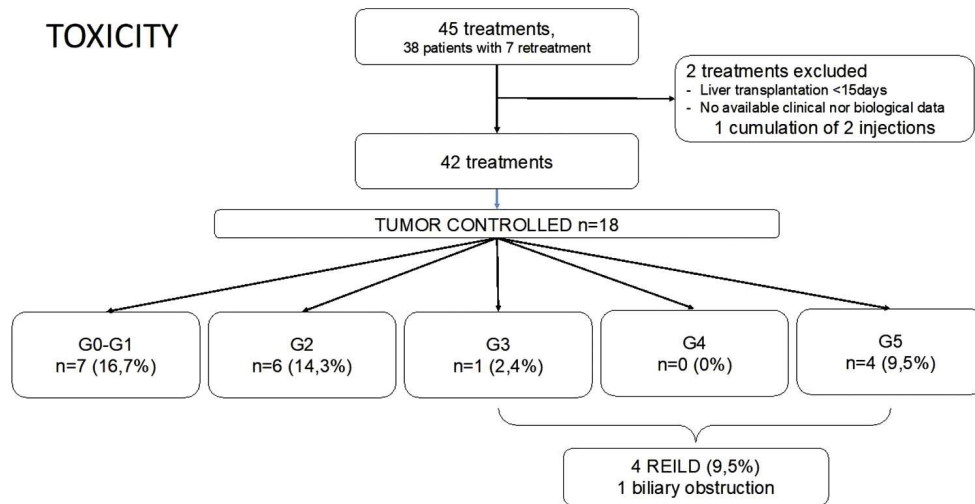 TOXICITY
45 treatments,
38 patients with 7 retreatment
2 treatments excluded
- Liver transplantation <15days
- No available clinical nor biological data
1 cumulation of 2 injections
42 treatments
TUMOR CONTROLLED n=18
G0-G1
n=7 (16,7%)
G2
n=6 (14,3%)
G3
n=1 (2,4%)
G4
n=0 (0%)
G5
n=4 (9,5%)
4 REILD (9,5%)
1 biliary obstruction